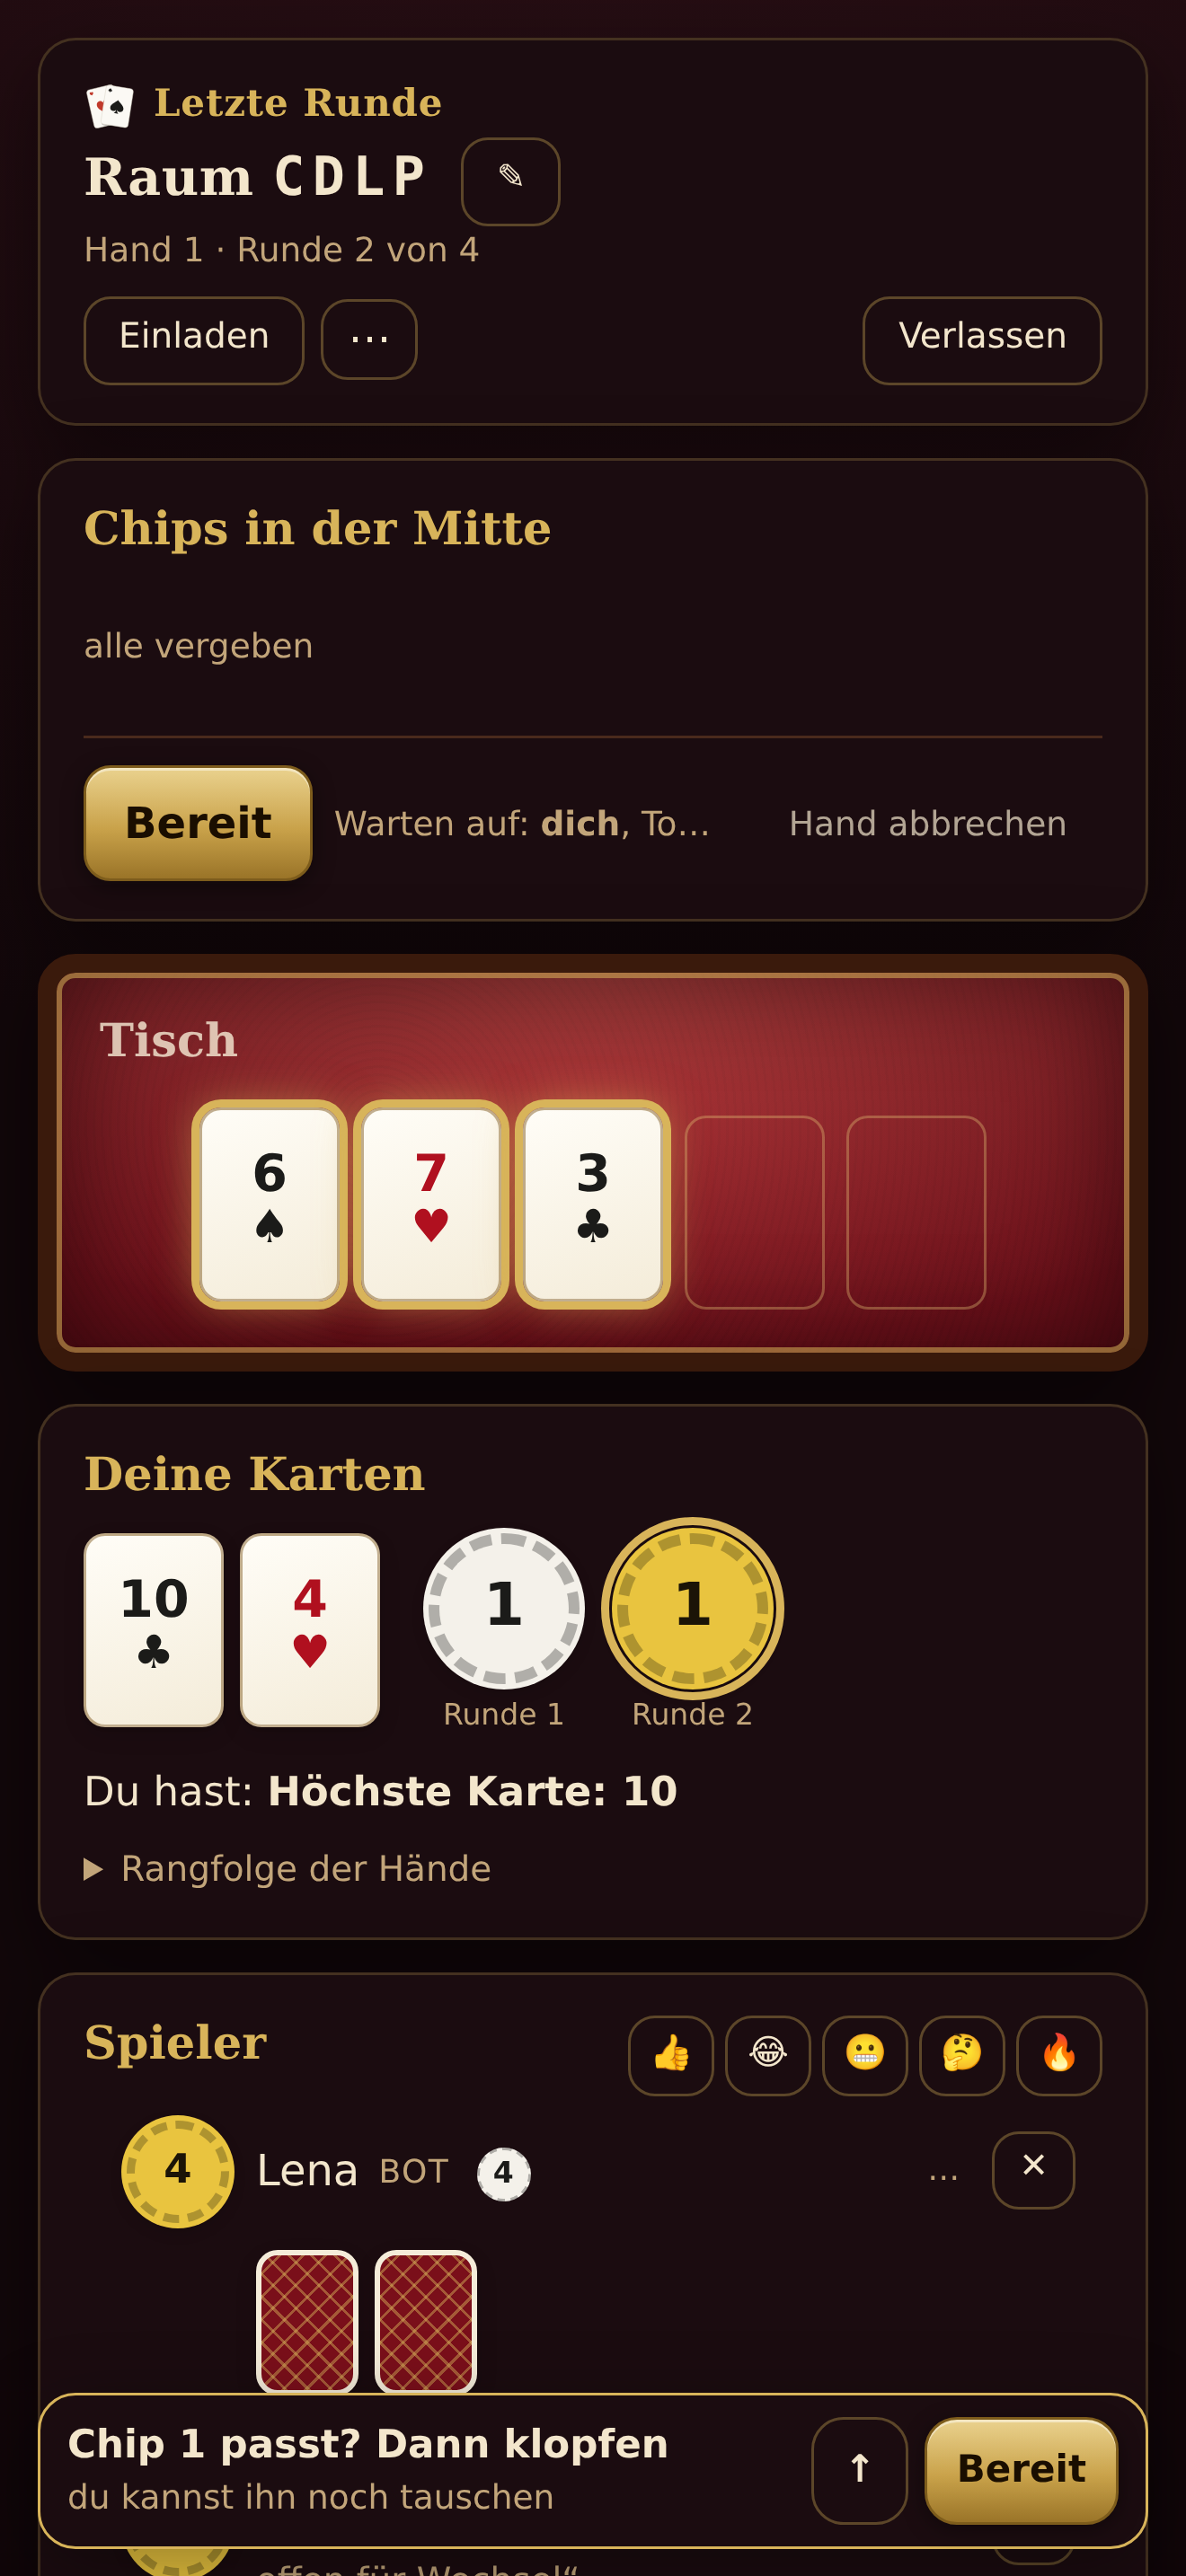 Letzte Runde
Raum CDLP
Hand 1 · Runde 2 von 4
Einladen ... Verlassen
Chips in der Mitte
alle vergeben
Bereit Warten auf: dich, To... Hand abbrechen
Tisch
6 7 3
Deine Karten
10 4 1 1
Runde 1 Runde 2
Du hast: Höchste Karte: 10
Rangfolge der Hände
Spieler
4 Lena BOT 4 ...
Chip 1 passt? Dann klopfen
du kannst ihn noch tauschen
Bereit
offen für Wechsel“